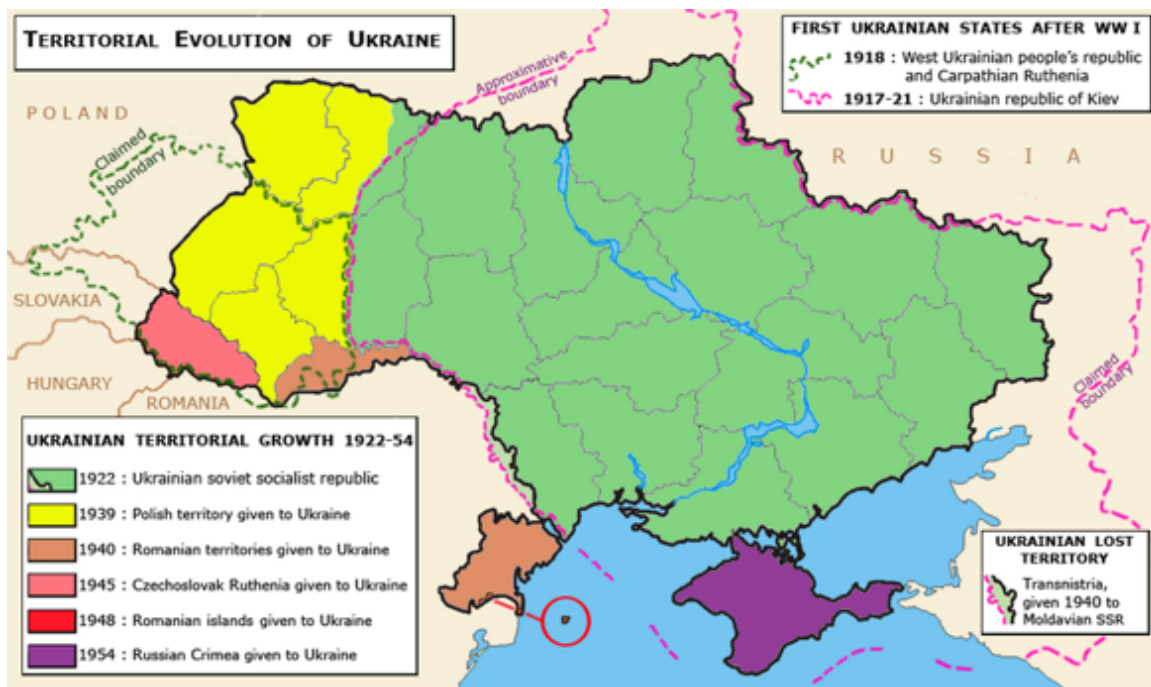 TERRITORIAL EVOLUTION OF UKRAINE
FIRST UKRAINIAN STATES AFTER WW I
1918 : West Ukrainian people's republic
and Carpathian Ruthenia
1917-21 : Ukrainian republic of Kiev
Approximative
boundary
POLAND
RUSSIA
Claimed
boundary
SLOVAKIA
HUNGARY
ROMANIA
Claimed
boundary
UKRAINIAN TERRITORIAL GROWTH 1922-54
1922 : Ukrainian soviet socialist republic
1939 : Polish territory given to Ukraine
1940 : Romanian territories given to Ukraine
1945 : Czechoslovak Ruthenia given to Ukraine
1948 : Romanian islands given to Ukraine
1954 : Russian Crimea given to Ukraine
UKRAINIAN LOST
TERRITORY
Transnistria,
given 1940 to
Moldavian SSR